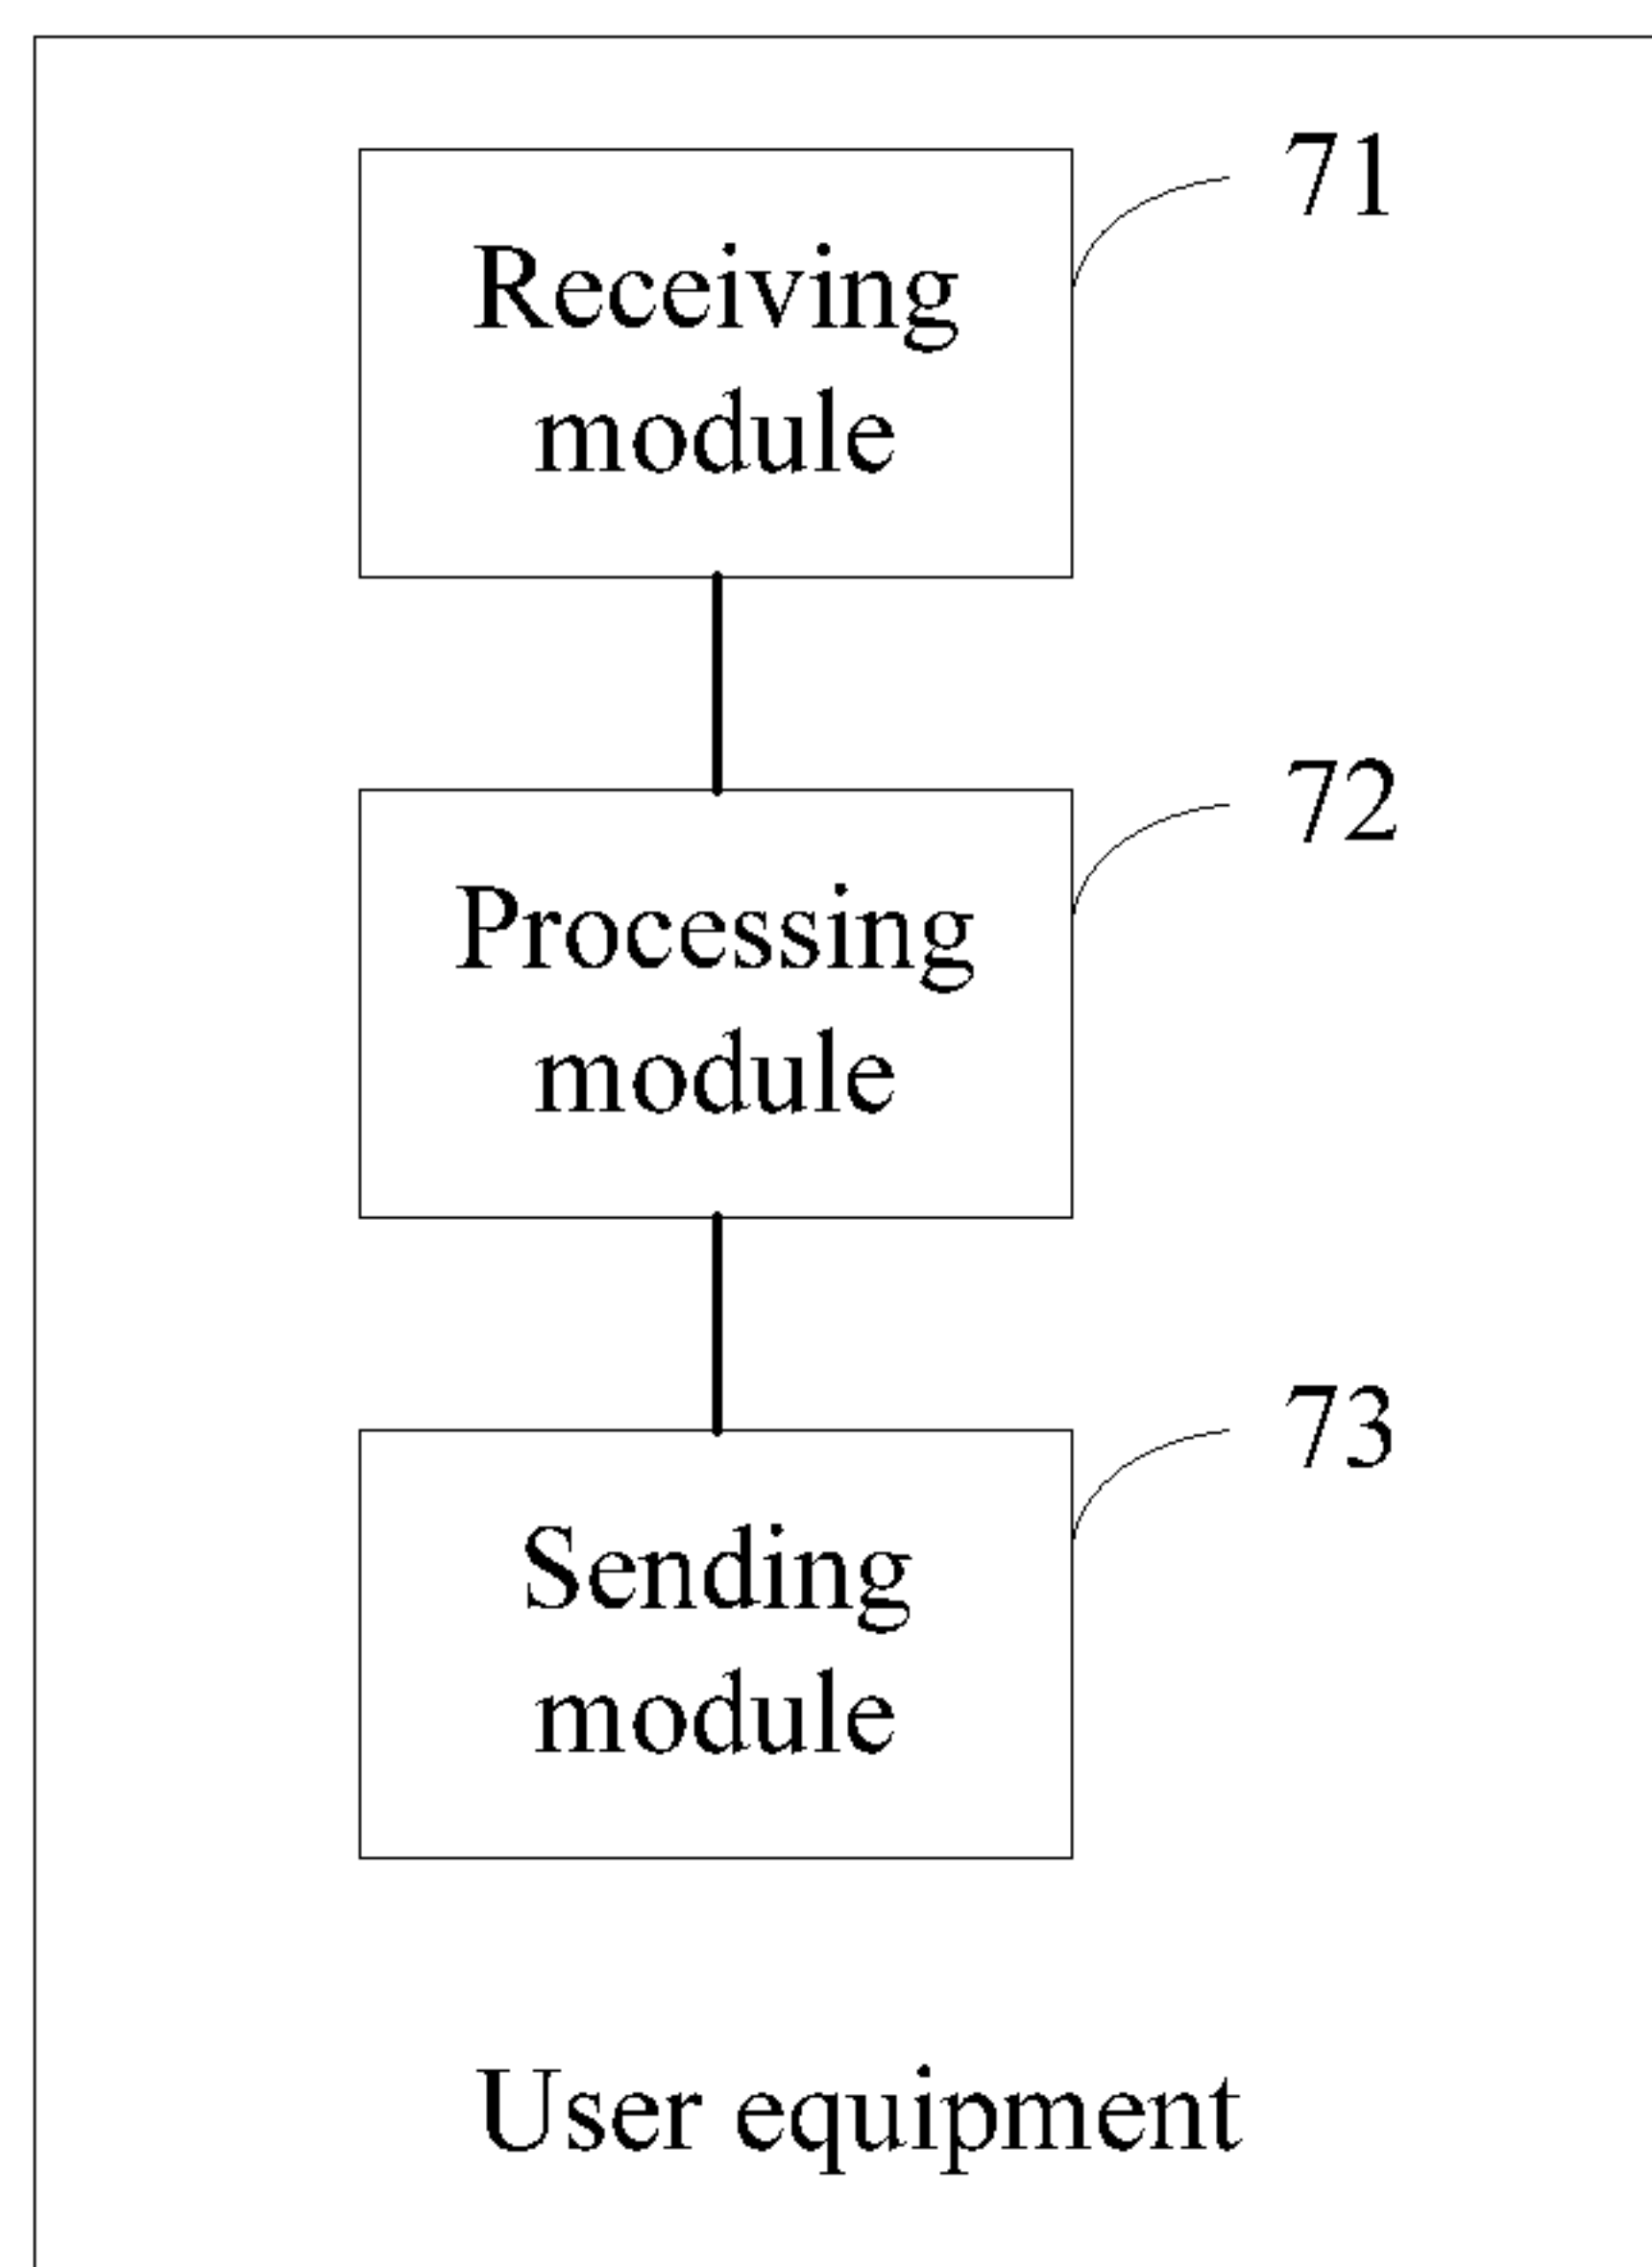 71
Receiving
module
72
Processing
module
73
Sending
module
User equipment